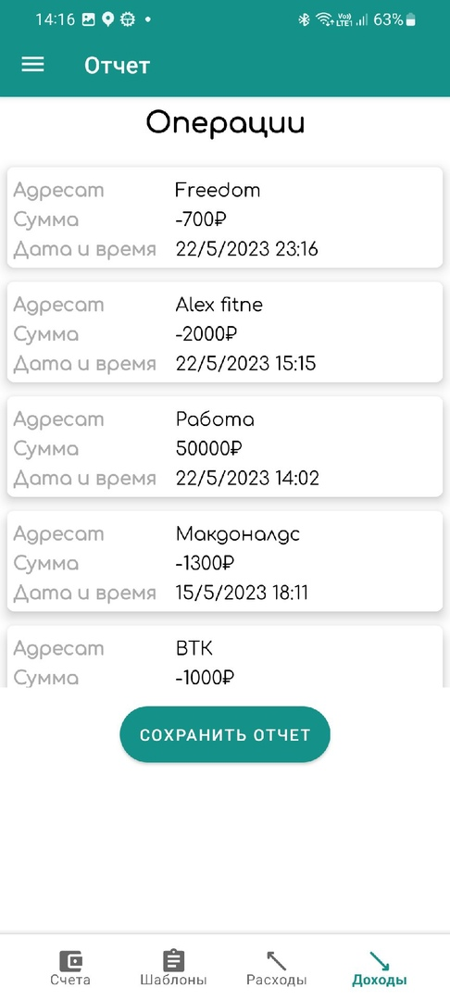 14:16 63%
Отчет
Операции
Адресат Freedom
Сумма -700₽
Дата и время 22/5/2023 23:16
Адресат Alex fitne
Сумма -2000₽
Дата и время 22/5/2023 15:15
Адресат Работа
Сумма 50000₽
Дата и время 22/5/2023 14:02
Адресат Макдоналдс
Сумма -1300₽
Дата и время 15/5/2023 18:11
Адресат ВТК
Сумма -1000₽
СОХРАНИТЬ ОТЧЕТ
Счета Шаблоны Расходы Доходы